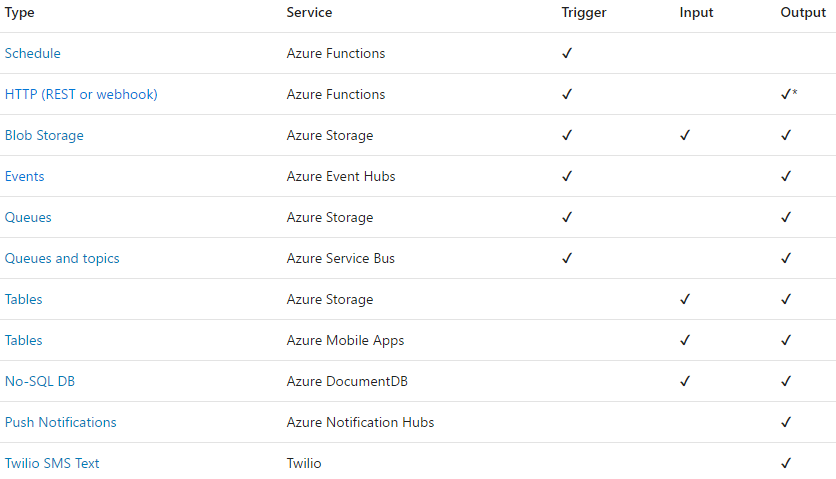 Type Service Trigger Input Output
Schedule Azure Functions ✓
HTTP (REST or webhook) Azure Functions ✓ ✓*
Blob Storage Azure Storage ✓ ✓ ✓
Events Azure Event Hubs ✓ ✓
Queues Azure Storage ✓ ✓
Queues and topics Azure Service Bus ✓ ✓
Tables Azure Storage ✓ ✓
Tables Azure Mobile Apps ✓ ✓
No-SQL DB Azure DocumentDB ✓ ✓
Push Notifications Azure Notification Hubs ✓
Twilio SMS Text Twilio ✓